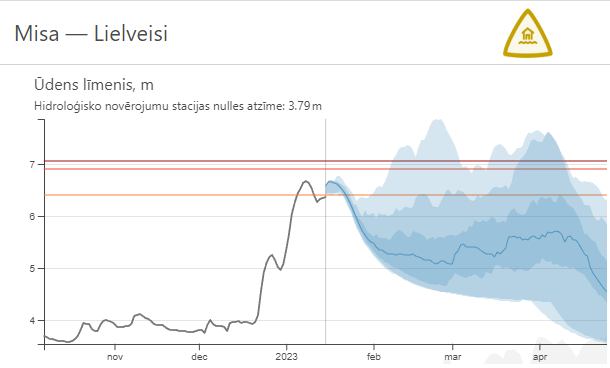 Misa — Lielveisi
Ūdens līmenis, m
Hidroloģisko novērojumu stacijas nulles atzīme: 3.79 m
7
6
5
4
nov
dec
2023
feb
mar
apr